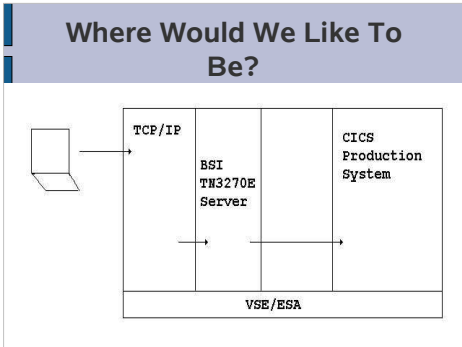 Where Would We Like To
Be?
TCP/IP
BSI
TN3270E
Server
CICS
Production
System
VSE/ESA